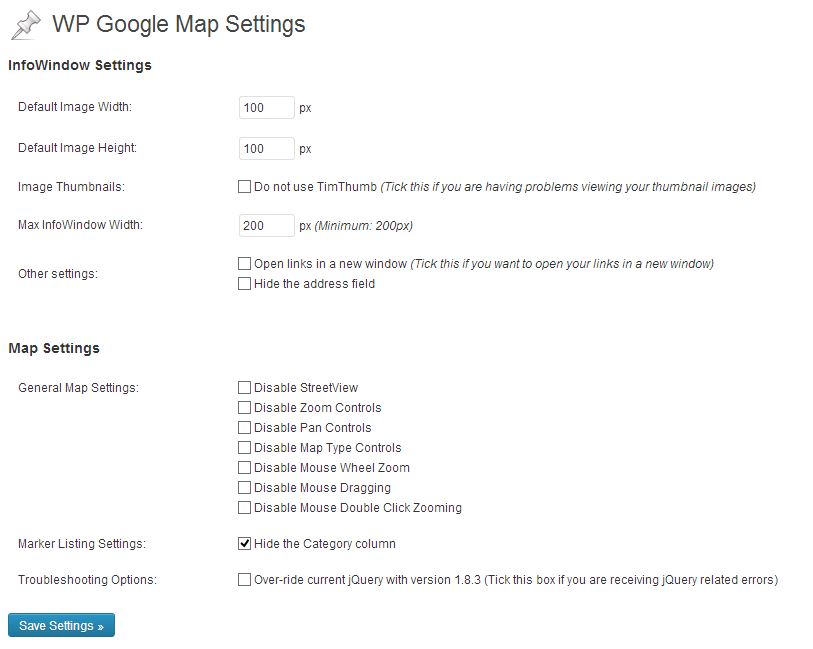 WP Google Map Settings
InfoWindow Settings
Default Image Width: 100 px
Default Image Height: 100 px
Image Thumbnails: Do not use TimThumb (Tick this if you are having problems viewing your thumbnail images)
Max InfoWindow Width: 200 px (Minimum: 200px)
Other settings: Open links in a new window (Tick this if you want to open your links in a new window)
Hide the address field
Map Settings
General Map Settings: Disable StreetView
Disable Zoom Controls
Disable Pan Controls
Disable Map Type Controls
Disable Mouse Wheel Zoom
Disable Mouse Dragging
Disable Mouse Double Click Zooming
Marker Listing Settings: Hide the Category column
Troubleshooting Options: Over-ride current jQuery with version 1.8.3 (Tick this box if you are receiving jQuery related errors)
Save Settings »